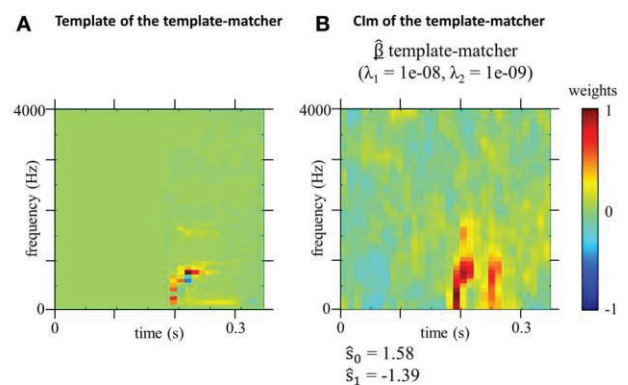 A Template of the template-matcher
B CIm of the template-matcher
β̂ template-matcher
(λ1 = 1e-08, λ2 = 1e-09)
weights
4000
frequency (Hz)
0
0
0.3
time (s)
4000
frequency (Hz)
0
0
0.3
time (s)
1
0
-1
ŝ0 = 1.58
ŝ1 = -1.39